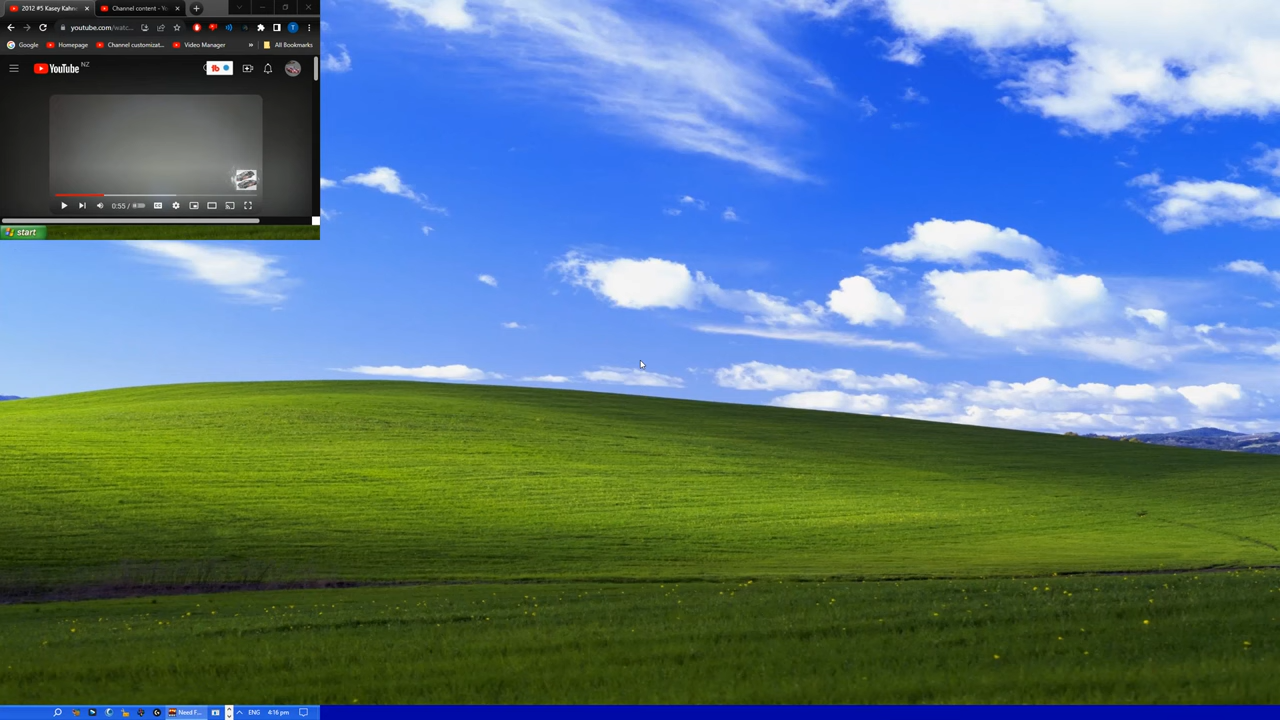 2012 #5 Kasey Kahne
Channel content - Yo
youtube.com/watc...
Google Homepage Channel customizat... Video Manager » All Bookmarks
YouTube NZ
0:55 /
start
Need F... ENG 4:16 pm